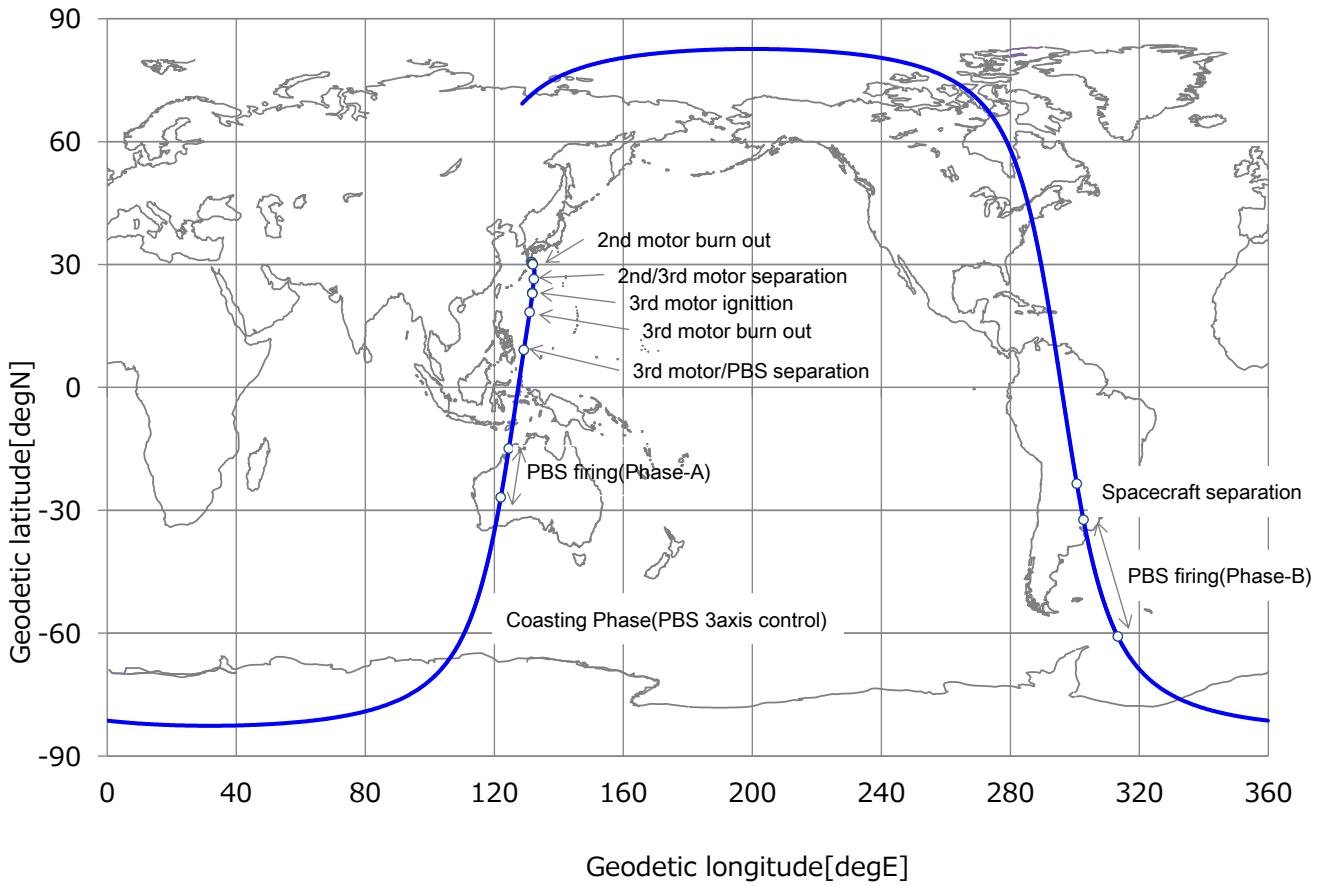 90
60
30
0
-30
-60
-90
Geodetic latitude[degN]
2nd motor burn out
2nd/3rd motor separation
3rd motor ignittion
3rd motor burn out
3rd motor/PBS separation
PBS firing(Phase-A)
Spacecraft separation
PBS firing(Phase-B)
Coasting Phase(PBS 3axis control)
0 40 80 120 160 200 240 280 320 360
Geodetic longitude[degE]